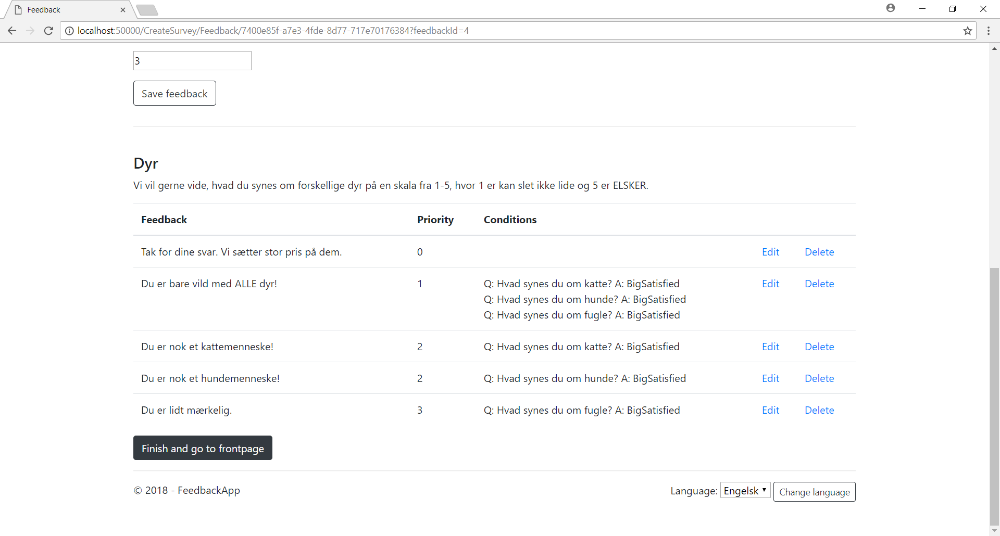 Feedback
localhost:50000/CreateSurvey/Feedback/7400e85f-a7e3-4fde-8d77-717e70176384?feedbackId=4
3
Save feedback
Dyr
Vi vil gerne vide, hvad du synes om forskellige dyr på en skala fra 1-5, hvor 1 er kan slet ikke lide og 5 er ELSKER.
Feedback Priority Conditions
Tak for dine svar. Vi sætter stor pris på dem. 0 Edit Delete
Du er bare vild med ALLE dyr! 1 Q: Hvad synes du om katte? A: BigSatisfied Edit Delete
Q: Hvad synes du om hunde? A: BigSatisfied
Q: Hvad synes du om fugle? A: BigSatisfied
Du er nok et kattemenneske! 2 Q: Hvad synes du om katte? A: BigSatisfied Edit Delete
Du er nok et hundemenneske! 2 Q: Hvad synes du om hunde? A: BigSatisfied Edit Delete
Du er lidt mærkelig. 3 Q: Hvad synes du om fugle? A: BigSatisfied Edit Delete
Finish and go to frontpage
© 2018 - FeedbackApp Language: Engelsk Change language